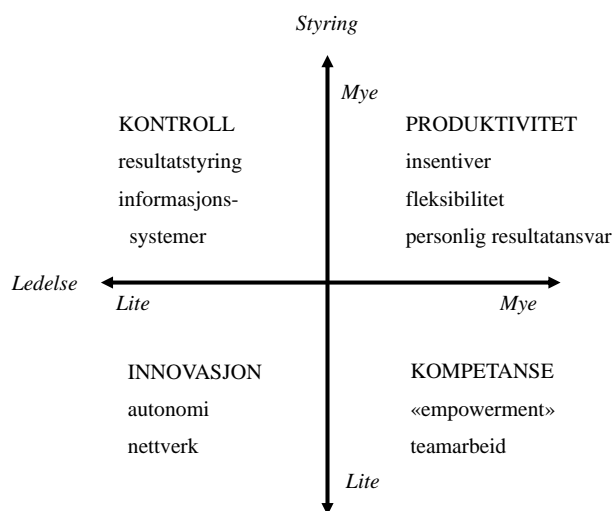 Styring
Mye
KONTROLL
resultatstyring
informasjons-
systemer
PRODUKTIVITET
insentiver
fleksibilitet
personlig resultatansvar
Ledelse
Lite
Mye
INNOVASJON
autonomi
nettverk
KOMPETANSE
«empowerment»
teamarbeid
Lite